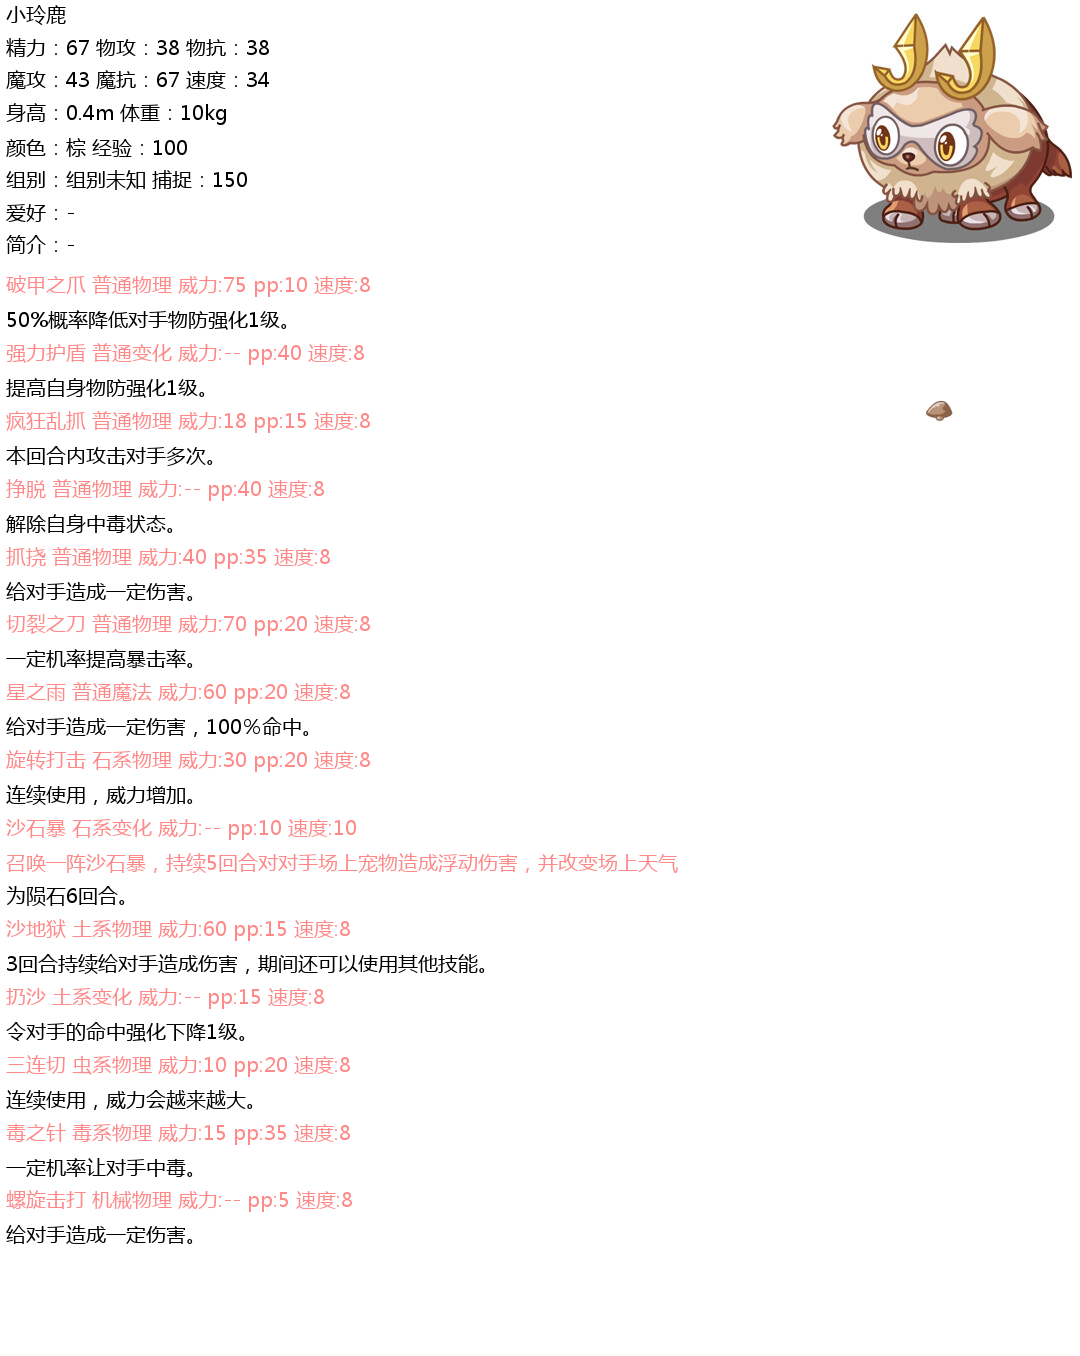 小玲鹿
精力：67 物攻：38 物抗：38
魔攻：43 魔抗：67 速度：34
身高：0.4m 体重：10kg
颜色：棕 经验：100
组别：组别未知 捕捉：150
爱好：-
简介：-
破甲之爪 普通物理 威力:75 pp:10 速度:8
50%概率降低对手物防强化1级。
强力护盾 普通变化 威力:-- pp:40 速度:8
提高自身物防强化1级。
疯狂乱抓 普通物理 威力:18 pp:15 速度:8
本回合内攻击对手多次。
挣脱 普通物理 威力:-- pp:40 速度:8
解除自身中毒状态。
抓挠 普通物理 威力:40 pp:35 速度:8
给对手造成一定伤害。
切裂之刀 普通物理 威力:70 pp:20 速度:8
一定机率提高暴击率。
星之雨 普通魔法 威力:60 pp:20 速度:8
给对手造成一定伤害，100%命中。
旋转打击 石系物理 威力:30 pp:20 速度:8
连续使用，威力增加。
沙石暴 石系变化 威力:-- pp:10 速度:10
召唤一阵沙石暴，持续5回合对对手场上宠物造成浮动伤害，并改变场上天气
为陨石6回合。
沙地狱 土系物理 威力:60 pp:15 速度:8
3回合持续给对手造成伤害，期间还可以使用其他技能。
扔沙 土系变化 威力:-- pp:15 速度:8
令对手的命中强化下降1级。
三连切 虫系物理 威力:10 pp:20 速度:8
连续使用，威力会越来越大。
毒之针 毒系物理 威力:15 pp:35 速度:8
一定机率让对手中毒。
螺旋击打 机械物理 威力:-- pp:5 速度:8
给对手造成一定伤害。